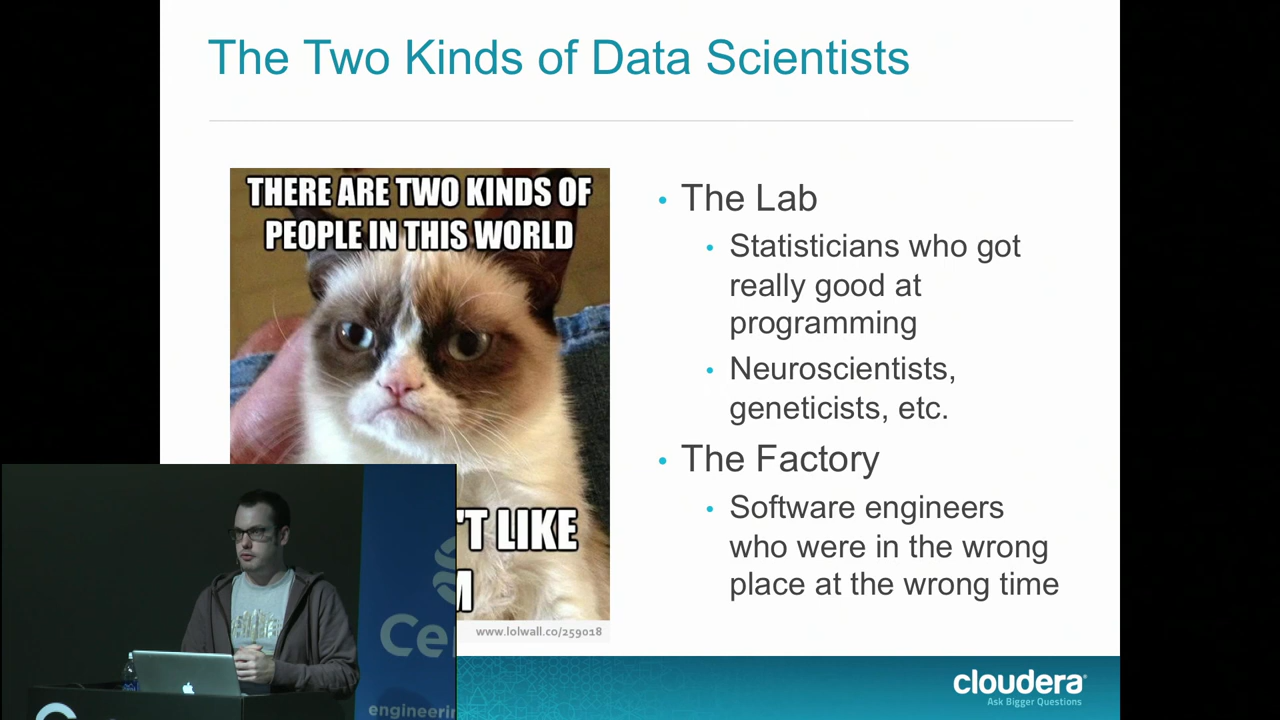 The Two Kinds of Data Scientists
THERE ARE TWO KINDS OF
PEOPLE IN THIS WORLD
'T LIKE
www.lolwall.co/259018
• The Lab
• Statisticians who got
really good at
programming
• Neuroscientists,
geneticists, etc.
• The Factory
• Software engineers
who were in the wrong
place at the wrong time
cloudera
Ask Bigger Questions